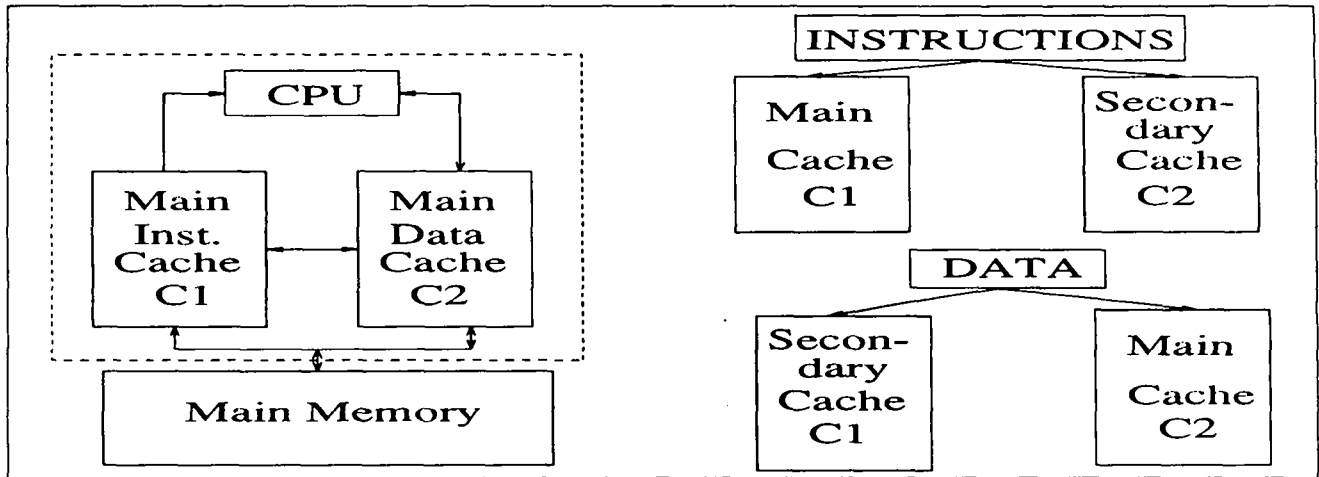 CPU
Main
Inst.
Cache
C1
Main
Data
Cache
C2
Main Memory
INSTRUCTIONS
Main
Cache
C1
Secon-
dary
Cache
C2
DATA
Secon-
dary
Cache
C1
Main
Cache
C2